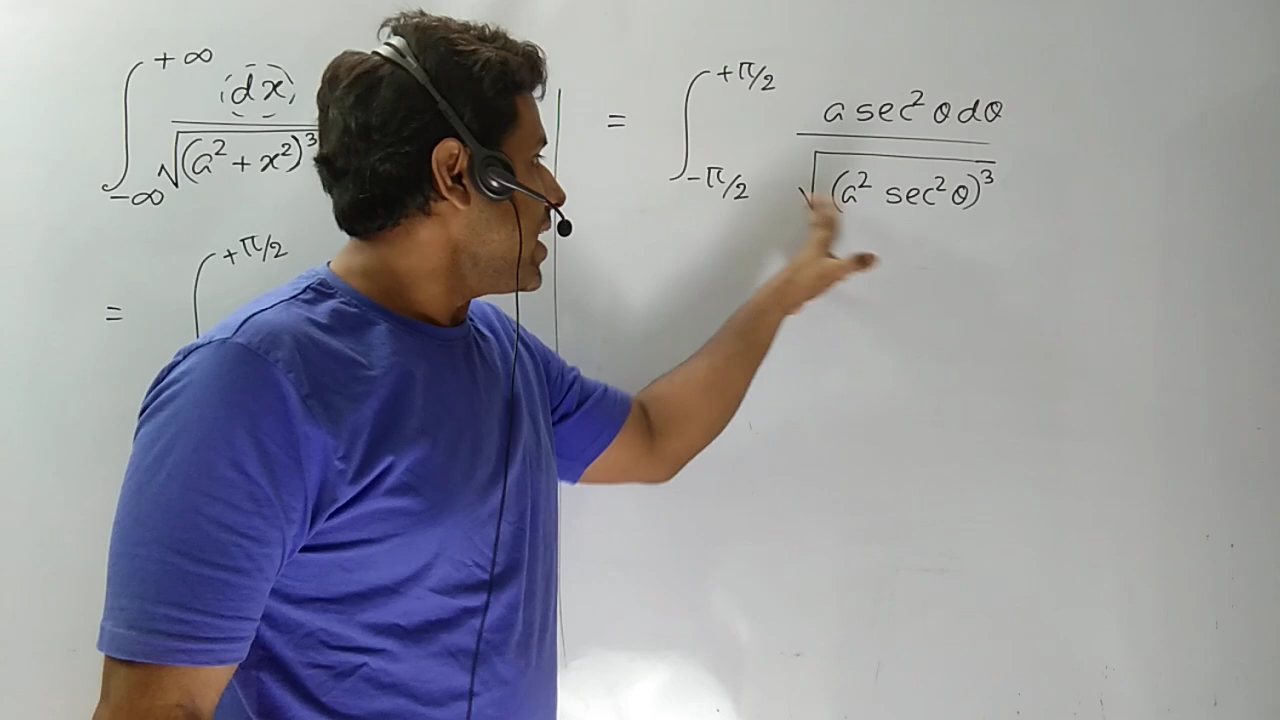 ∫_{-∞}^{+∞} dx / √(a² + x²)³
= ∫^{+π/2}
= ∫_{-π/2}^{+π/2} a sec²θ dθ / √(a² sec²θ)³